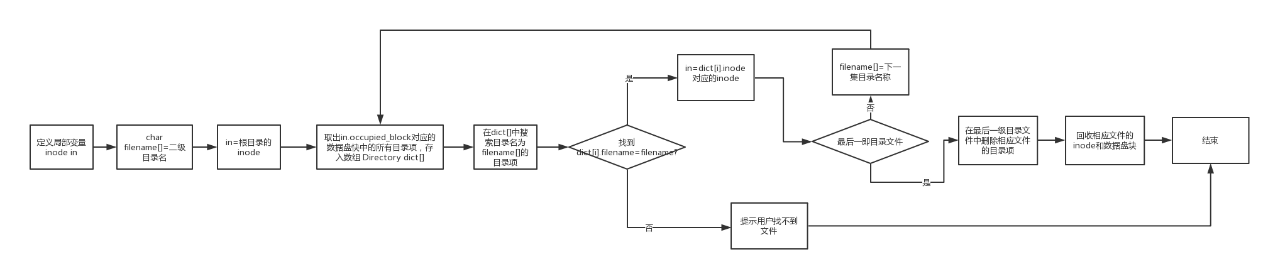 定义局部变量
inode in
char
filename[]=二级
目录名
in=根目录的
inode
取出in.occupied_block对应的
数据盘快中的所有目录项，存
入数组 Directory dict[]
在dict[]中搜
索目录名为
filename[]的
目录项
找到
dict[i].filename=filename?
是
in=dict[i].inode
对应的inode
否
提示用户找不到
文件
最后一即目录文件
否
filename[]=下一
集目录名称
是
在最后一级目录文
件中删除相应文件
的目录项
回收相应文件的
inode和数据盘块
结束